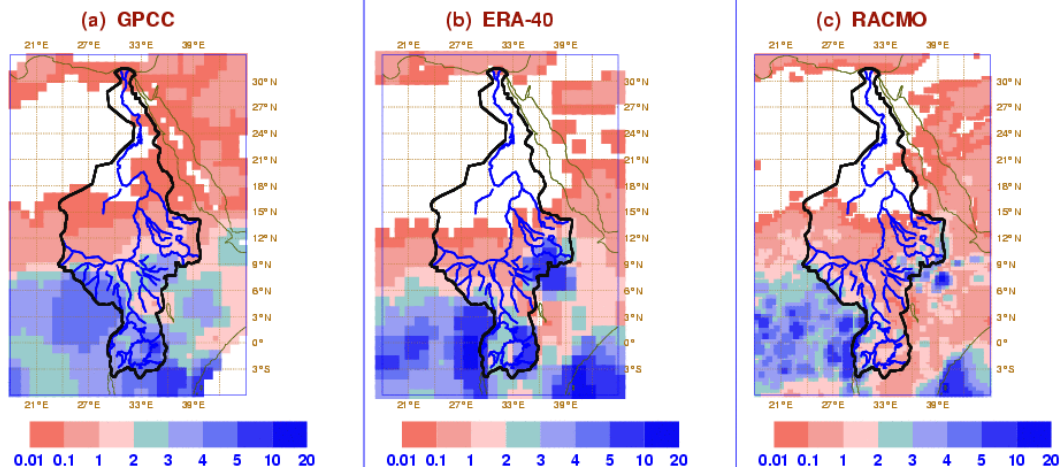 (a) GPCC
21°E 27°E 33°E 39°E
30°N
27°N
24°N
21°N
18°N
15°N
12°N
9°N
6°N
3°N
0°
3°S
21°E 27°E 33°E 39°E
0.01 0.1 1 2 3 4 5 10 20
(b) ERA-40
21°E 27°E 33°E 39°E
30°N
27°N
24°N
21°N
18°N
15°N
12°N
9°N
6°N
3°N
0°
3°S
21°E 27°E 33°E 39°E
0.01 0.1 1 2 3 4 5 10 20
(c) RACMO
21°E 27°E 33°E 39°E
30°N
27°N
24°N
21°N
18°N
15°N
12°N
9°N
6°N
3°N
0°
3°S
21°E 27°E 33°E 39°E
0.01 0.1 1 2 3 4 5 10 20